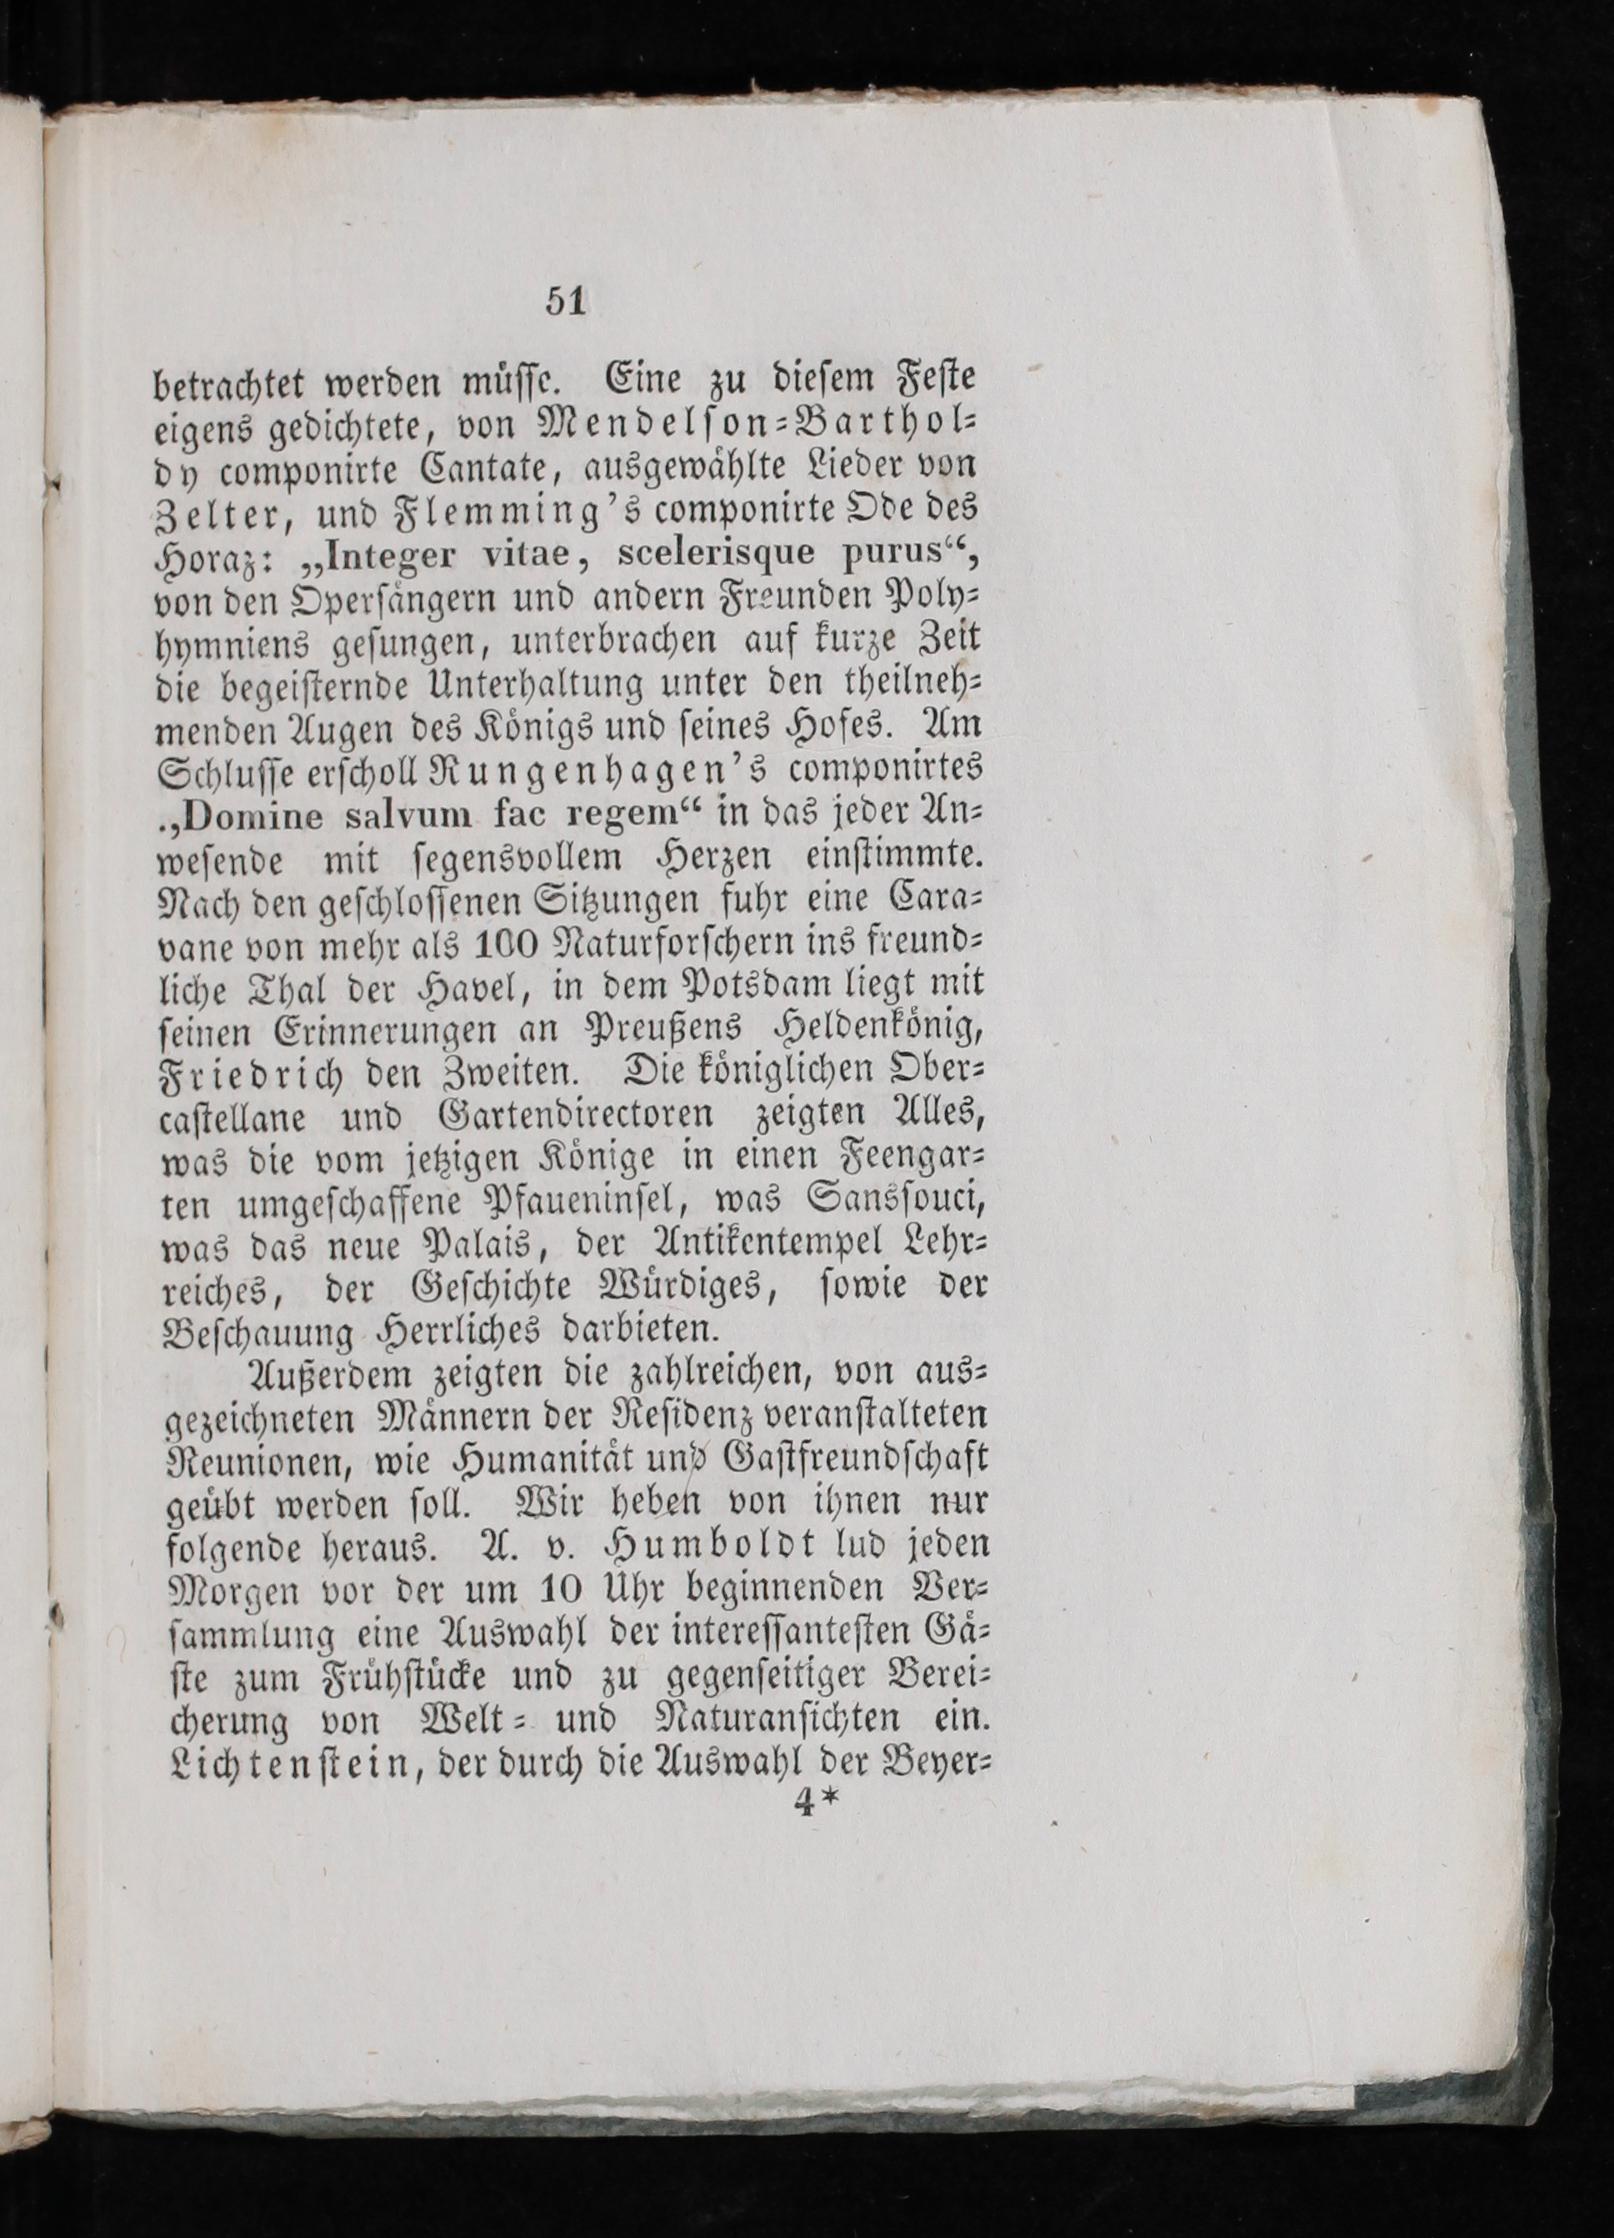 51
betrachtet werden müsse. Eine zu diesem Feste
eigens gedichtete, von Mendelson-Barthol-
dy componirte Cantate, ausgewählte Lieder von
Zelter, und Flemming's componirte Ode des
Horaz: „Integer vitae, scelerisque purus“,
von den Opersängern und andern Freunden Poly-
hymniens gesungen, unterbrachen auf kurze Zeit
die begeisternde Unterhaltung unter den theilneh-
menden Augen des Königs und seines Hofes. Am
Schlusse erscholl Rungenhagen's componirtes
„Domine salvum fac regem“ in das jeder An-
wesende mit segensvollem Herzen einstimmte.
Nach den geschlossenen Sitzungen fuhr eine Cara-
vane von mehr als 100 Naturforschern ins freund-
liche Thal der Havel, in dem Potsdam liegt mit
seinen Erinnerungen an Preußens Heldenkönig,
Friedrich den Zweiten. Die königlichen Ober-
castellane und Gartendirectoren zeigten Alles,
was die vom jetzigen Könige in einen Feengar-
ten umgeschaffene Pfaueninsel, was Sanssouci,
was das neue Palais, der Antikentempel Lehr-
reiches, der Geschichte Würdiges, sowie der
Beschauung Herrliches darbieten.
Außerdem zeigten die zahlreichen, von aus-
gezeichneten Männern der Residenz veranstalteten
Reunionen, wie Humanität und Gastfreundschaft
geübt werden soll. Wir heben von ihnen nur
folgende heraus. A. v. Humboldt lud jeden
Morgen vor der um 10 Uhr beginnenden Ver-
sammlung eine Auswahl der interessantesten Gä-
ste zum Frühstücke und zu gegenseitiger Berei-
cherung von Welt- und Naturansichten ein.
Lichtenstein, der durch die Auswahl der Beyer-
4*